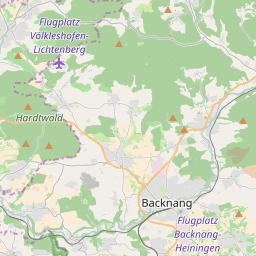 Flugplatz
Völkleshofen-
Lichtenberg
Hardtwald
Backnang
Flugplatz
Backnang-
Heiningen